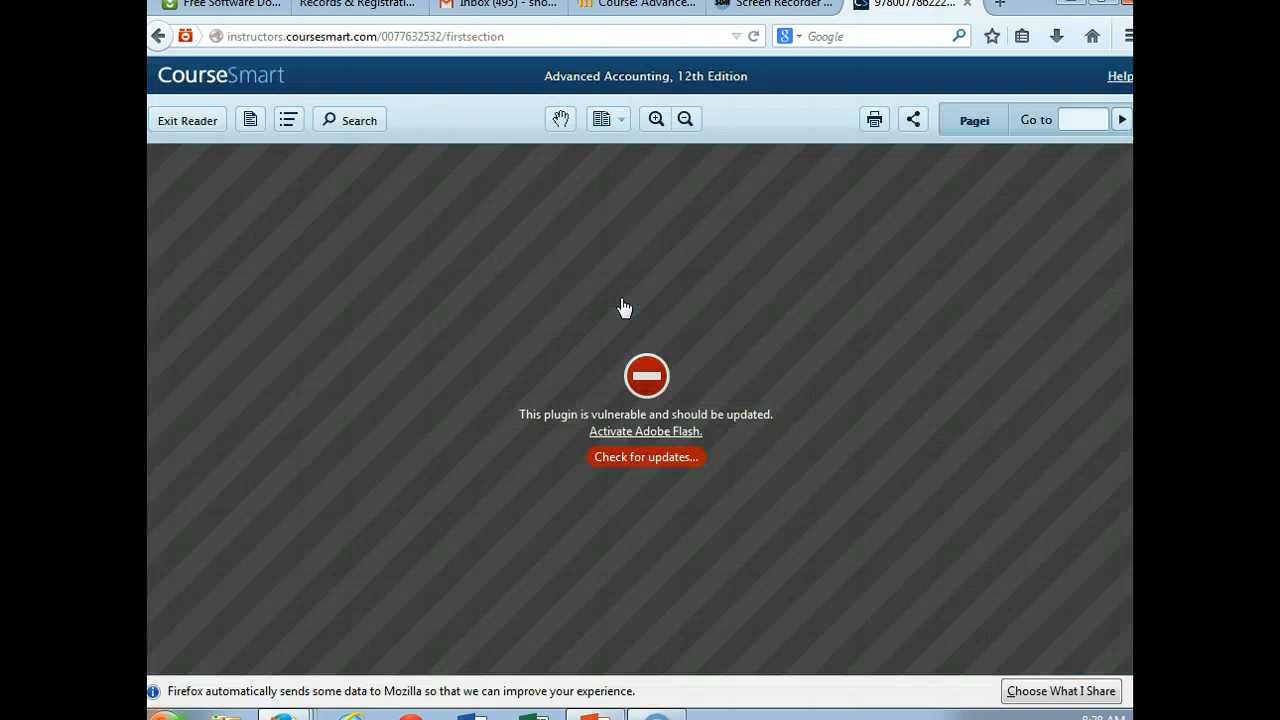 Free Software Do...
Records & Registrati...
Inbox (495) - sho...
Course: Advance...
Screen Recorder ...
978007786222...
instructors.coursesmart.com/0077632532/firstsection
Google
CourseSmart
Advanced Accounting, 12th Edition
Help
Exit Reader
Search
Pagei
Go to
This plugin is vulnerable and should be updated.
Activate Adobe Flash.
Check for updates...
Firefox automatically sends some data to Mozilla so that we can improve your experience.
Choose What I Share